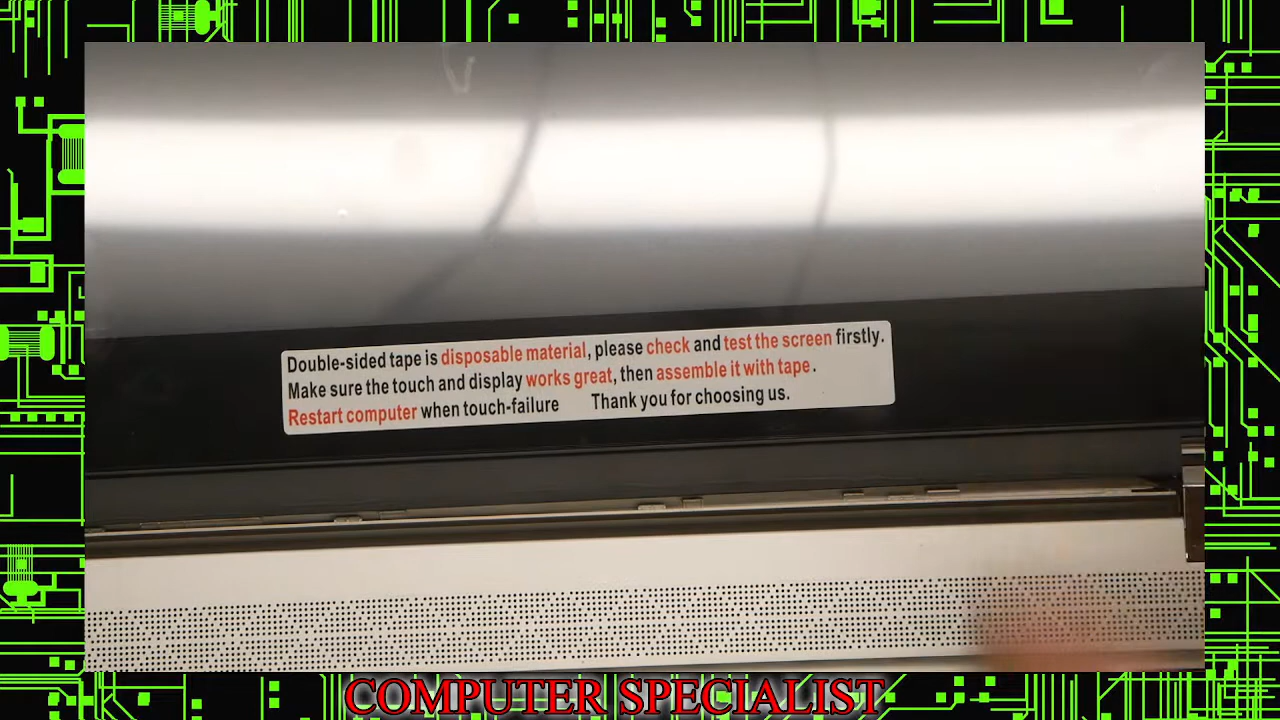 Double-sided tape is disposable material, please check and test the screen firstly.
Make sure the touch and display works great, then assemble it with tape.
Restart computer when touch-failure Thank you for choosing us.
COMPUTER SPECIALIST